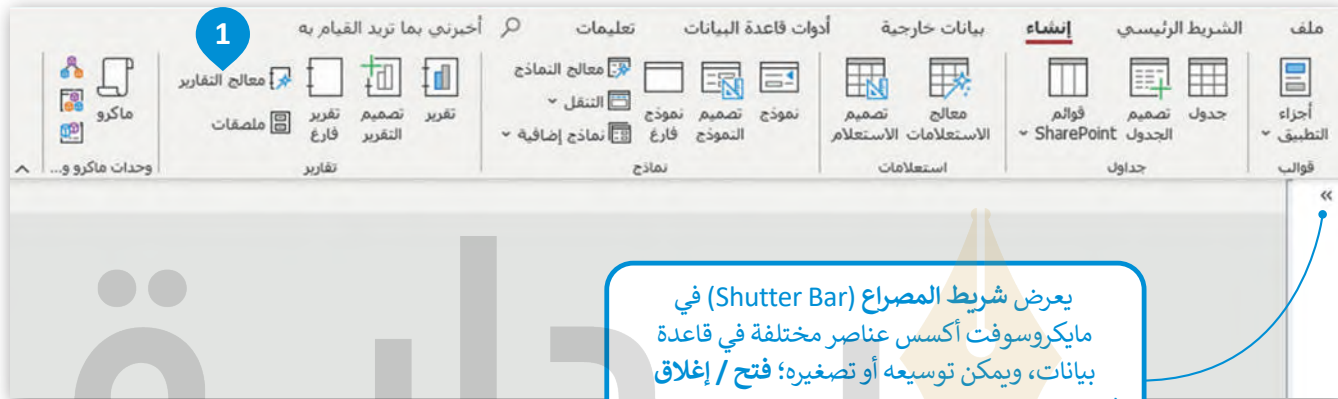 ملف الشريط الرئيسي إنشاء بيانات خارجية أدوات قاعدة البيانات تعليمات أخبرني بما تريد القيام به
1
أجزاء
التطبيق
قوالب
جدول
تصميم
الجدول
قوائم
SharePoint
جداول
معالج
الاستعلامات
تصميم
الاستعلام
استعلامات
نموذج
تصميم
النموذج
نموذج
فارغ
معالج النماذج
التنقل
نماذج إضافية
نماذج
تقرير
تصميم
التقرير
تقرير
فارغ
معالج التقارير
ملصقات
تقارير
ماكرو
وحدات ماكرو و...
يعرض شريط المصراع (Shutter Bar) في
مايكروسوفت أكسس عناصر مختلفة في قاعدة
بيانات، ويمكن توسيعه أو تصغيره؛ فتح / إغلاق